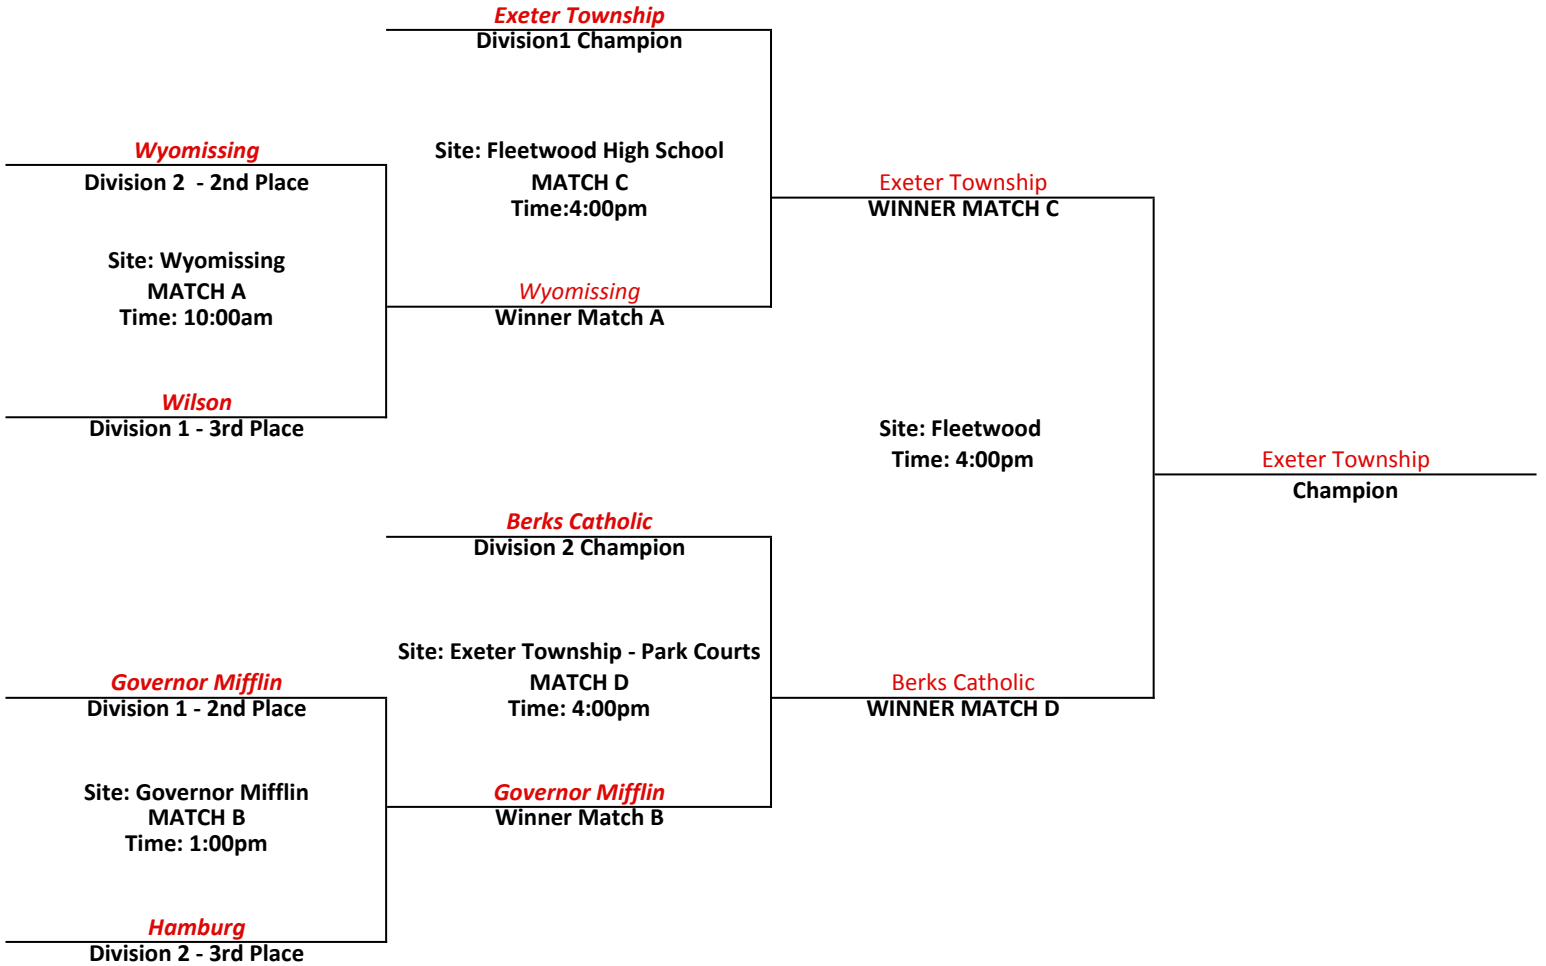 Exeter Township
Division1 Champion
Wyomissing
Division 2  - 2nd Place
Site: Fleetwood High School
MATCH C
Time:4:00pm
Exeter Township
WINNER MATCH C
Site: Wyomissing
MATCH A
Time: 10:00am
Wyomissing
Winner Match A
Wilson
Division 1 - 3rd Place
Site: Fleetwood
Time: 4:00pm
Exeter Township
Champion
Berks Catholic
Division 2 Champion
Governor Mifflin
Division 1 - 2nd Place
Site: Exeter Township - Park Courts
MATCH D
Time: 4:00pm
Berks Catholic
WINNER MATCH D
Site: Governor Mifflin
MATCH B
Time: 1:00pm
Governor Mifflin
Winner Match B
Hamburg
Division 2 - 3rd Place